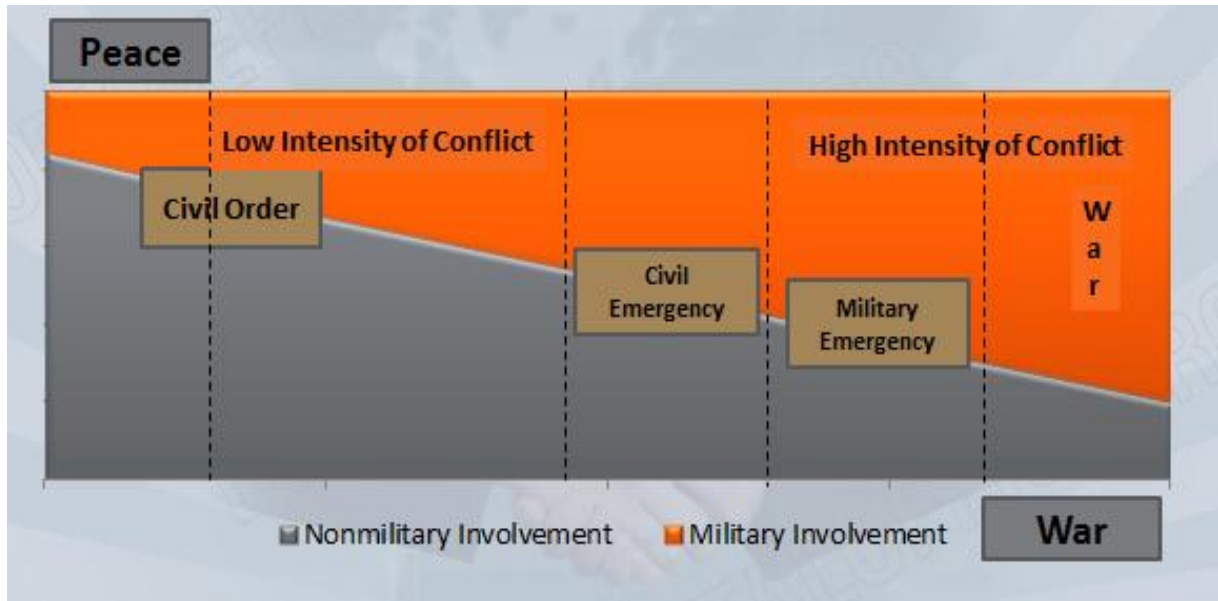 Peace
Low Intensity of Conflict
High Intensity of Conflict
Civil Order
W
a
r
Civil
Emergency
Military
Emergency
Nonmilitary Involvement
Military Involvement
War